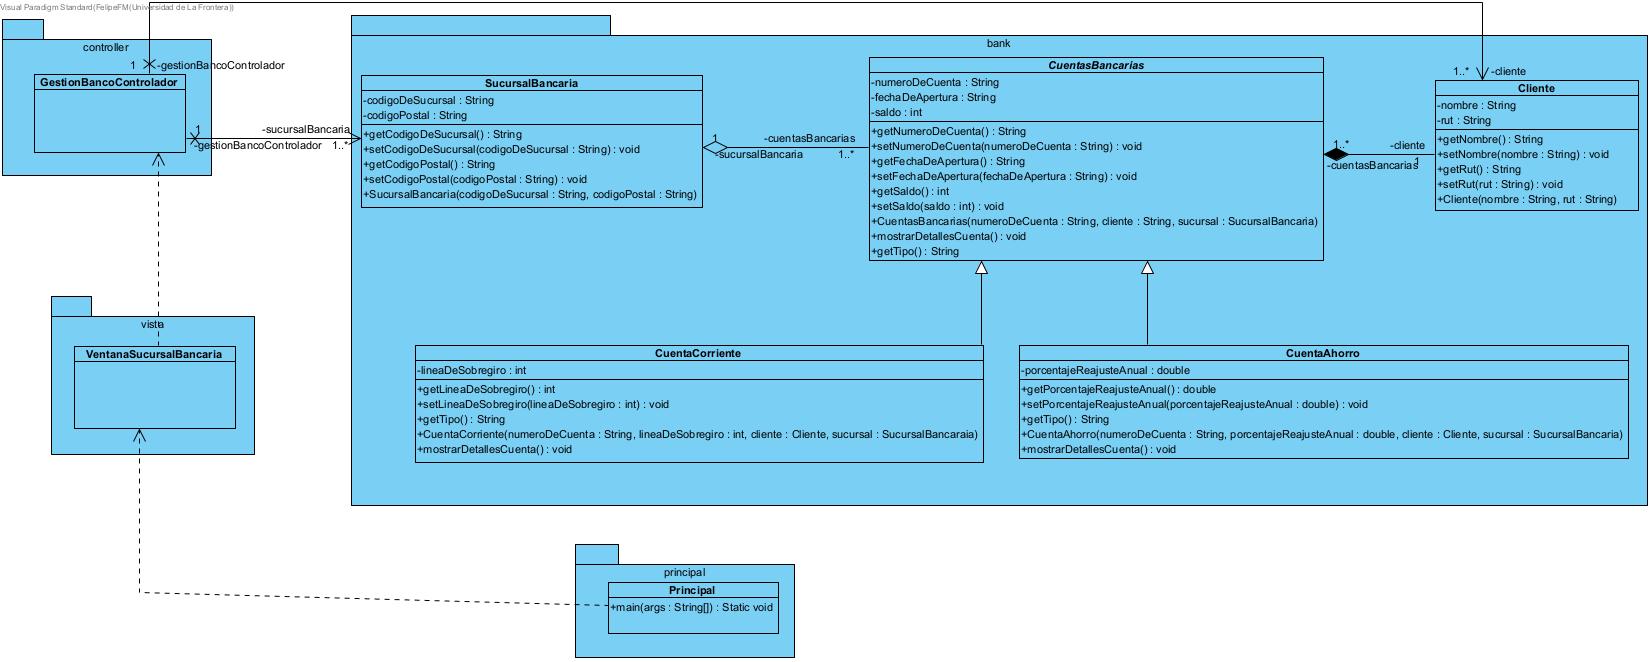 Visual Paradigm Standard(FelipeFM(Universidad de La Frontera))
controller
1
-gestionBancoControlador
GestionBancoControlador
1
-gestionBancoControlador
-sucursalBancaria
1..*
bank
SucursalBancaria
-codigoDeSucursal : String
-codigoPostal : String
+getCodigoDeSucursal() : String
+setCodigoDeSucursal(codigoDeSucursal : String) : void
+getCodigoPostal() : String
+setCodigoPostal(codigoPostal : String) : void
+SucursalBancaria(codigoDeSucursal : String, codigoPostal : String)
1
-sucursalBancaria
-cuentasBancarias
1..*
CuentasBancarias
-numeroDeCuenta : String
-fechaDeApertura : String
-saldo : int
+getNumeroDeCuenta() : String
+setNumeroDeCuenta(numeroDeCuenta : String) : void
+getFechaDeApertura() : String
+setFechaDeApertura(fechaDeApertura : String) : void
+getSaldo() : int
+setSaldo(saldo : int) : void
+CuentasBancarias(numeroDeCuenta : String, cliente : String, sucursal : SucursalBancaria)
+mostrarDetallesCuenta() : void
+getTipo() : String
1..*
-cuentasBancarias
-cliente
1
1..*
-cliente
Cliente
-nombre : String
-rut : String
+getNombre() : String
+setNombre(nombre : String) : void
+getRut() : String
+setRut(rut : String) : void
+Cliente(nombre : String, rut : String)
vista
VentanaSucursalBancaria
CuentaCorriente
-lineaDeSobregiro : int
+getLineaDeSobregiro() : int
+setLineaDeSobregiro(lineaDeSobregiro : int) : void
+getTipo() : String
+CuentaCorriente(numeroDeCuenta : String, lineaDeSobregiro : int, cliente : Cliente, sucursal : SucursalBancaraia)
+mostrarDetallesCuenta() : void
CuentaAhorro
-porcentajeReajusteAnual : double
+getPorcentajeReajusteAnual() : double
+setPorcentajeReajusteAnual(porcentajeReajusteAnual : double) : void
+getTipo() : String
+CuentaAhorro(numeroDeCuenta : String, porcentajeReajusteAnual : double, cliente : Cliente, sucursal : SucursalBancaria)
+mostrarDetallesCuenta() : void
principal
Principal
+main(args : String[]) : Static void